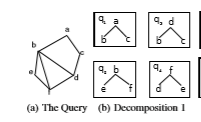 a
b
c
e
d
f
q₁ a
b c
q₃ d
b c
q₂ b
e f
q₄ f
d e
(a) The Query (b) Decomposition 1